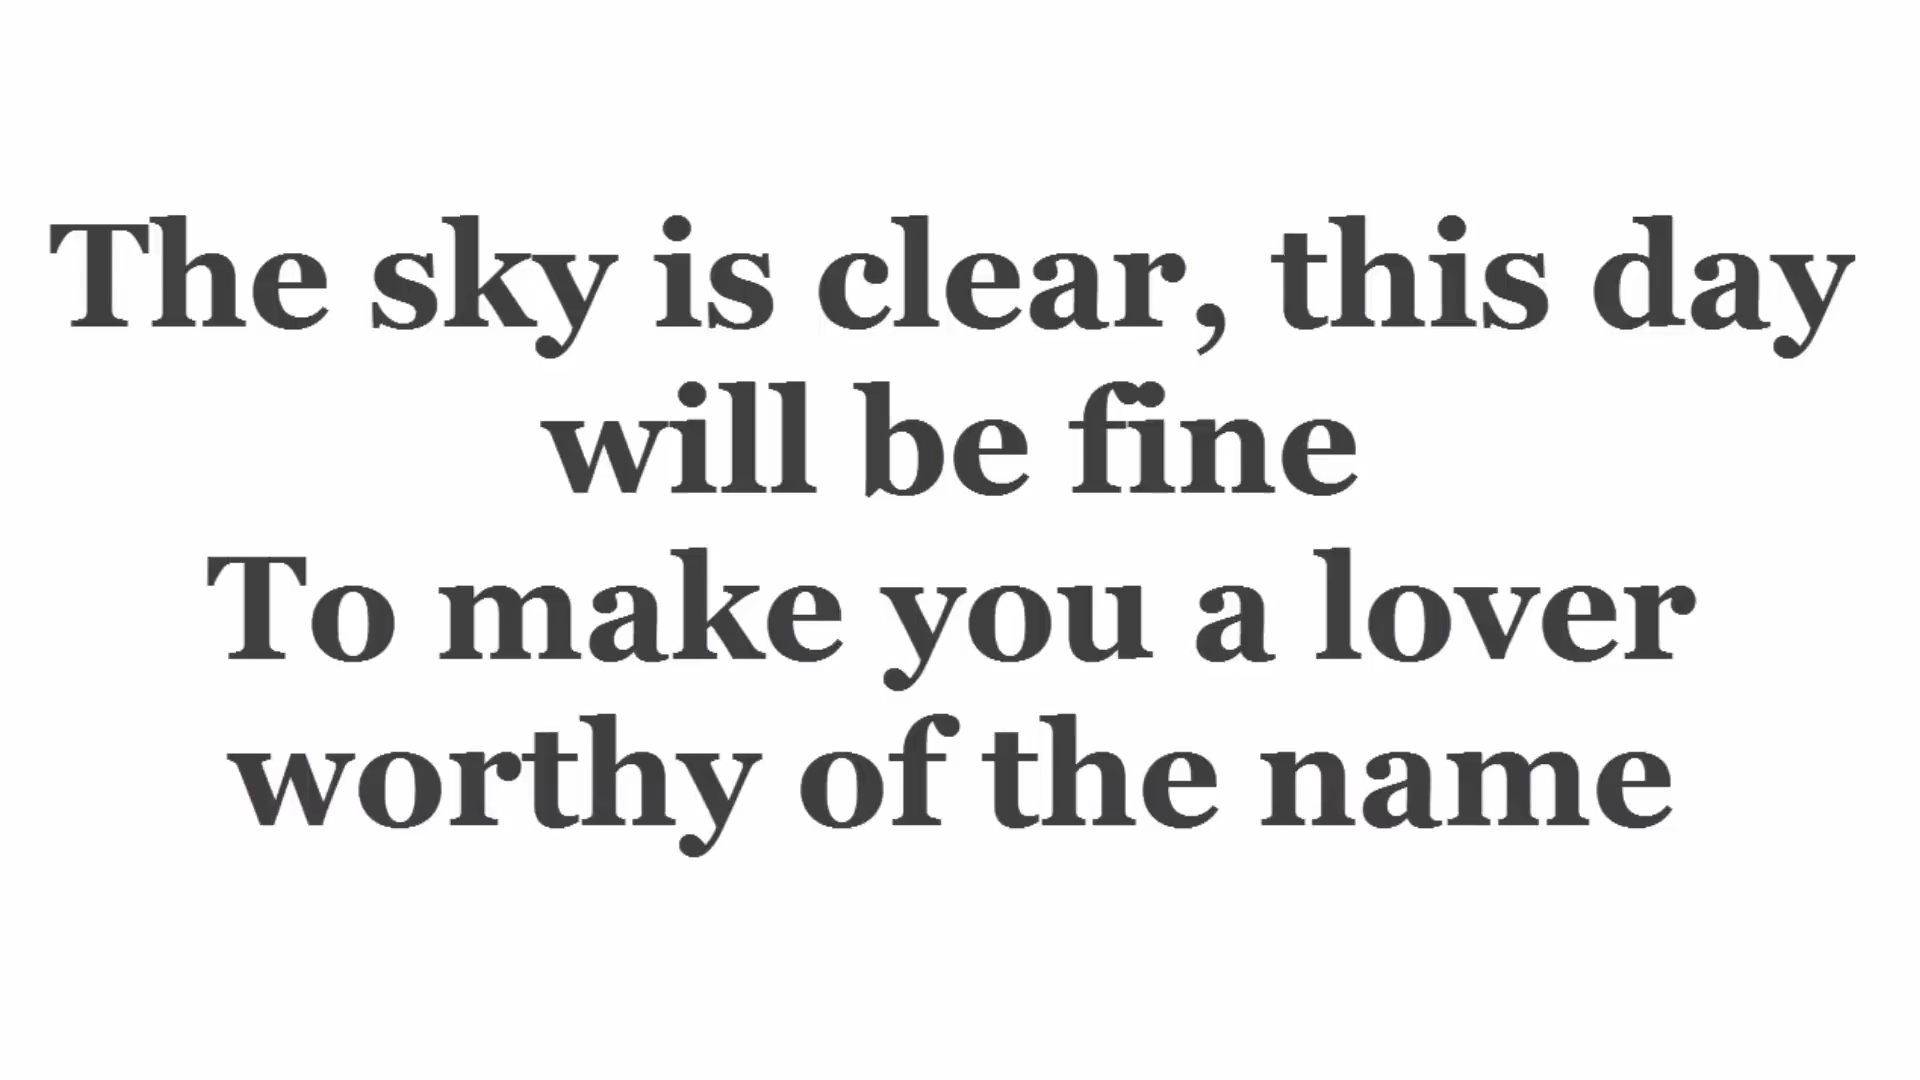 The sky is clear, this day
will be fine
To make you a lover
worthy of the name